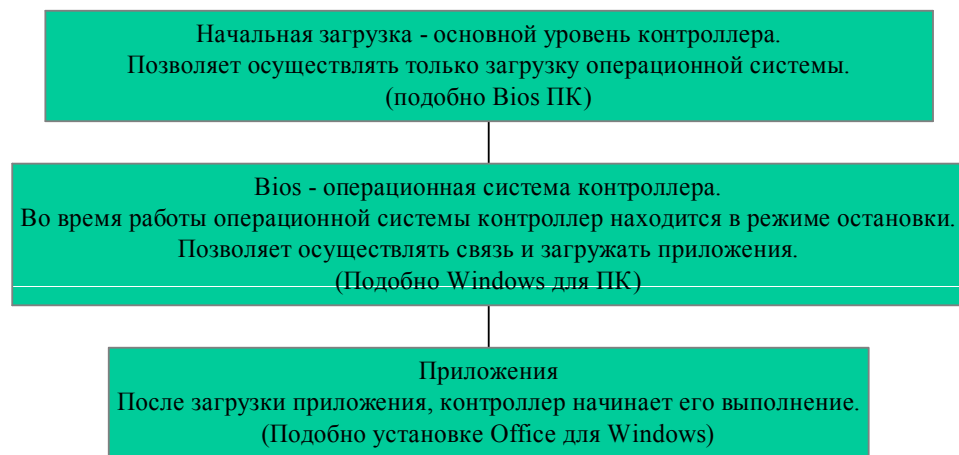 Начальная загрузка - основной уровень контроллера.
Позволяет осуществлять только загрузку операционной системы.
(подобно Bios ПК)
Bios - операционная система контроллера.
Во время работы операционной системы контроллер находится в режиме остановки.
Позволяет осуществлять связь и загружать приложения.
(Подобно Windows для ПК)
Приложения
После загрузки приложения, контроллер начинает его выполнение.
(Подобно установке Office для Windows)